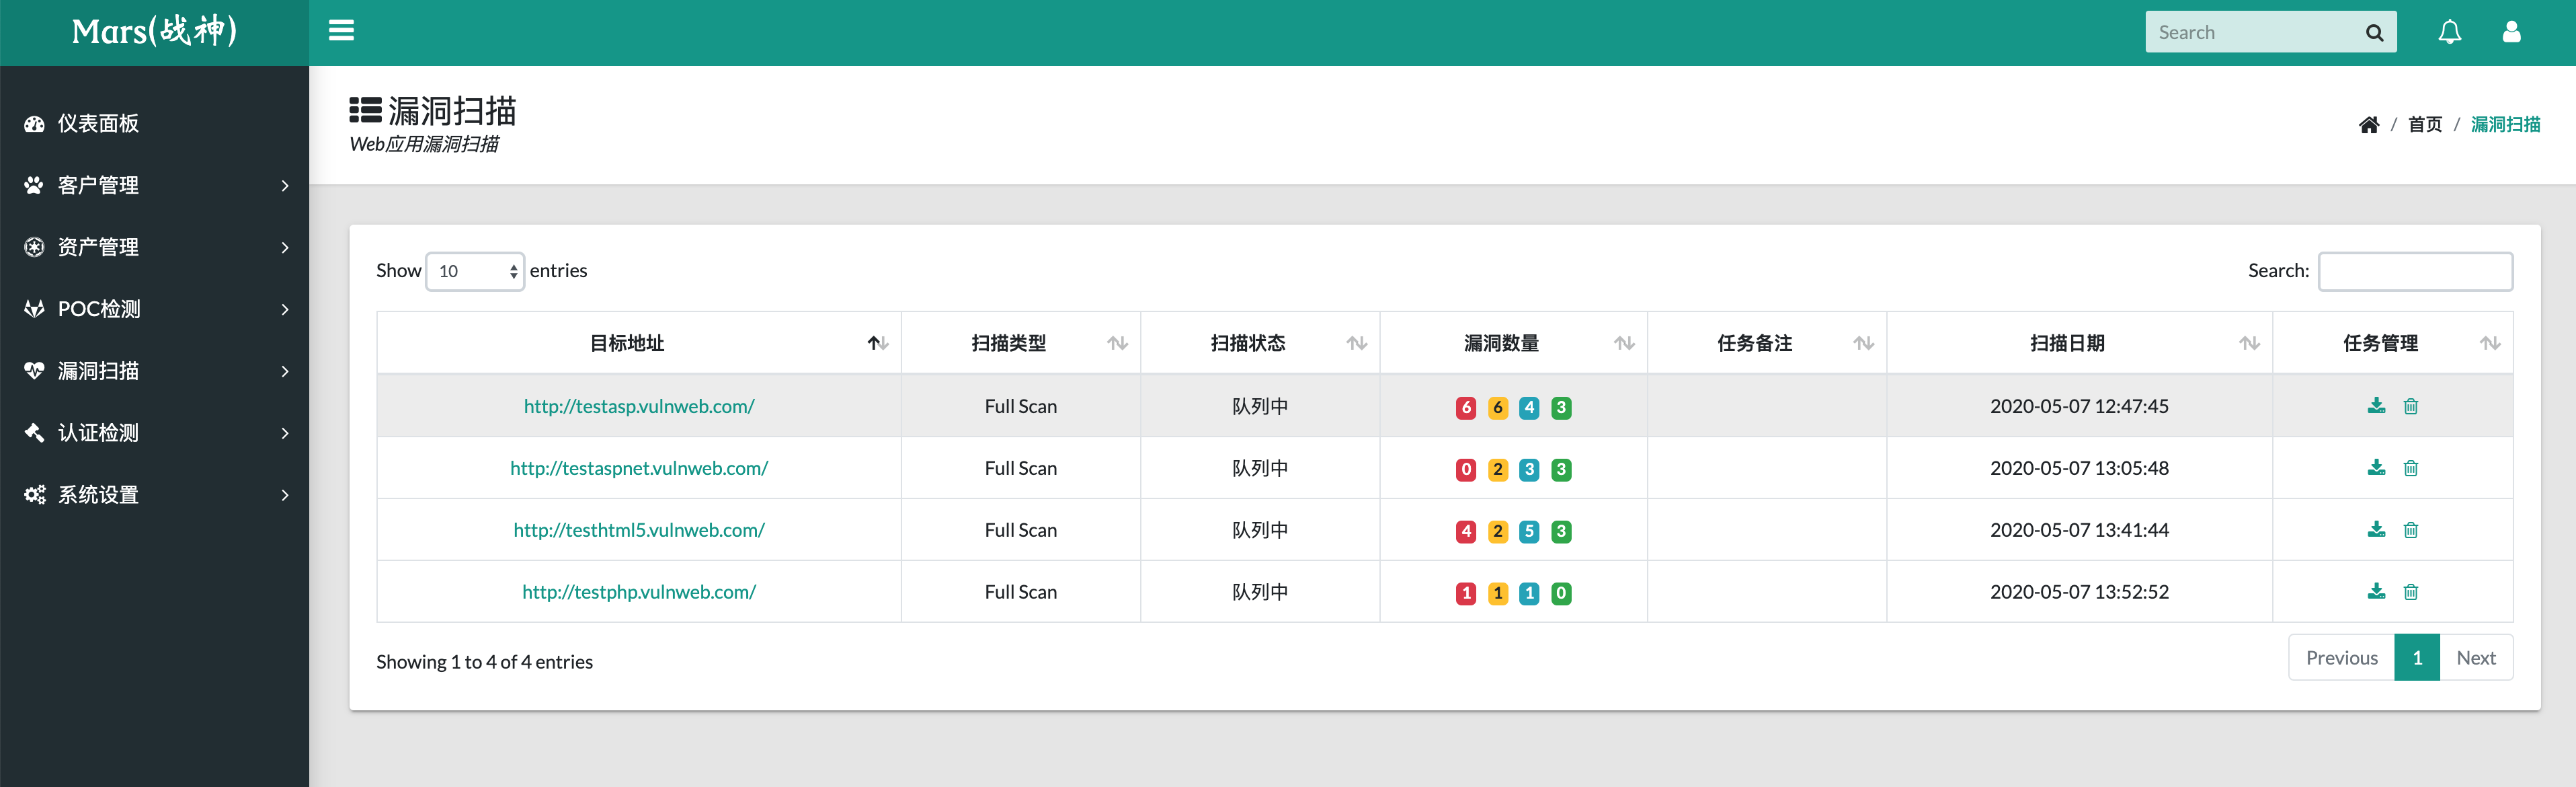 Mars(战神)
Search
仪表面板
客户管理
资产管理
POC检测
漏洞扫描
认证检测
系统设置
漏洞扫描
Web应用漏洞扫描
/ 首页 / 漏洞扫描
Show 10 entries
Search:
目标地址 扫描类型 扫描状态 漏洞数量 任务备注 扫描日期 任务管理
http://testasp.vulnweb.com/ Full Scan 队列中 6 6 4 3 2020-05-07 12:47:45
http://testaspnet.vulnweb.com/ Full Scan 队列中 0 2 3 3 2020-05-07 13:05:48
http://testhtml5.vulnweb.com/ Full Scan 队列中 4 2 5 3 2020-05-07 13:41:44
http://testphp.vulnweb.com/ Full Scan 队列中 1 1 1 0 2020-05-07 13:52:52
Showing 1 to 4 of 4 entries
Previous 1 Next